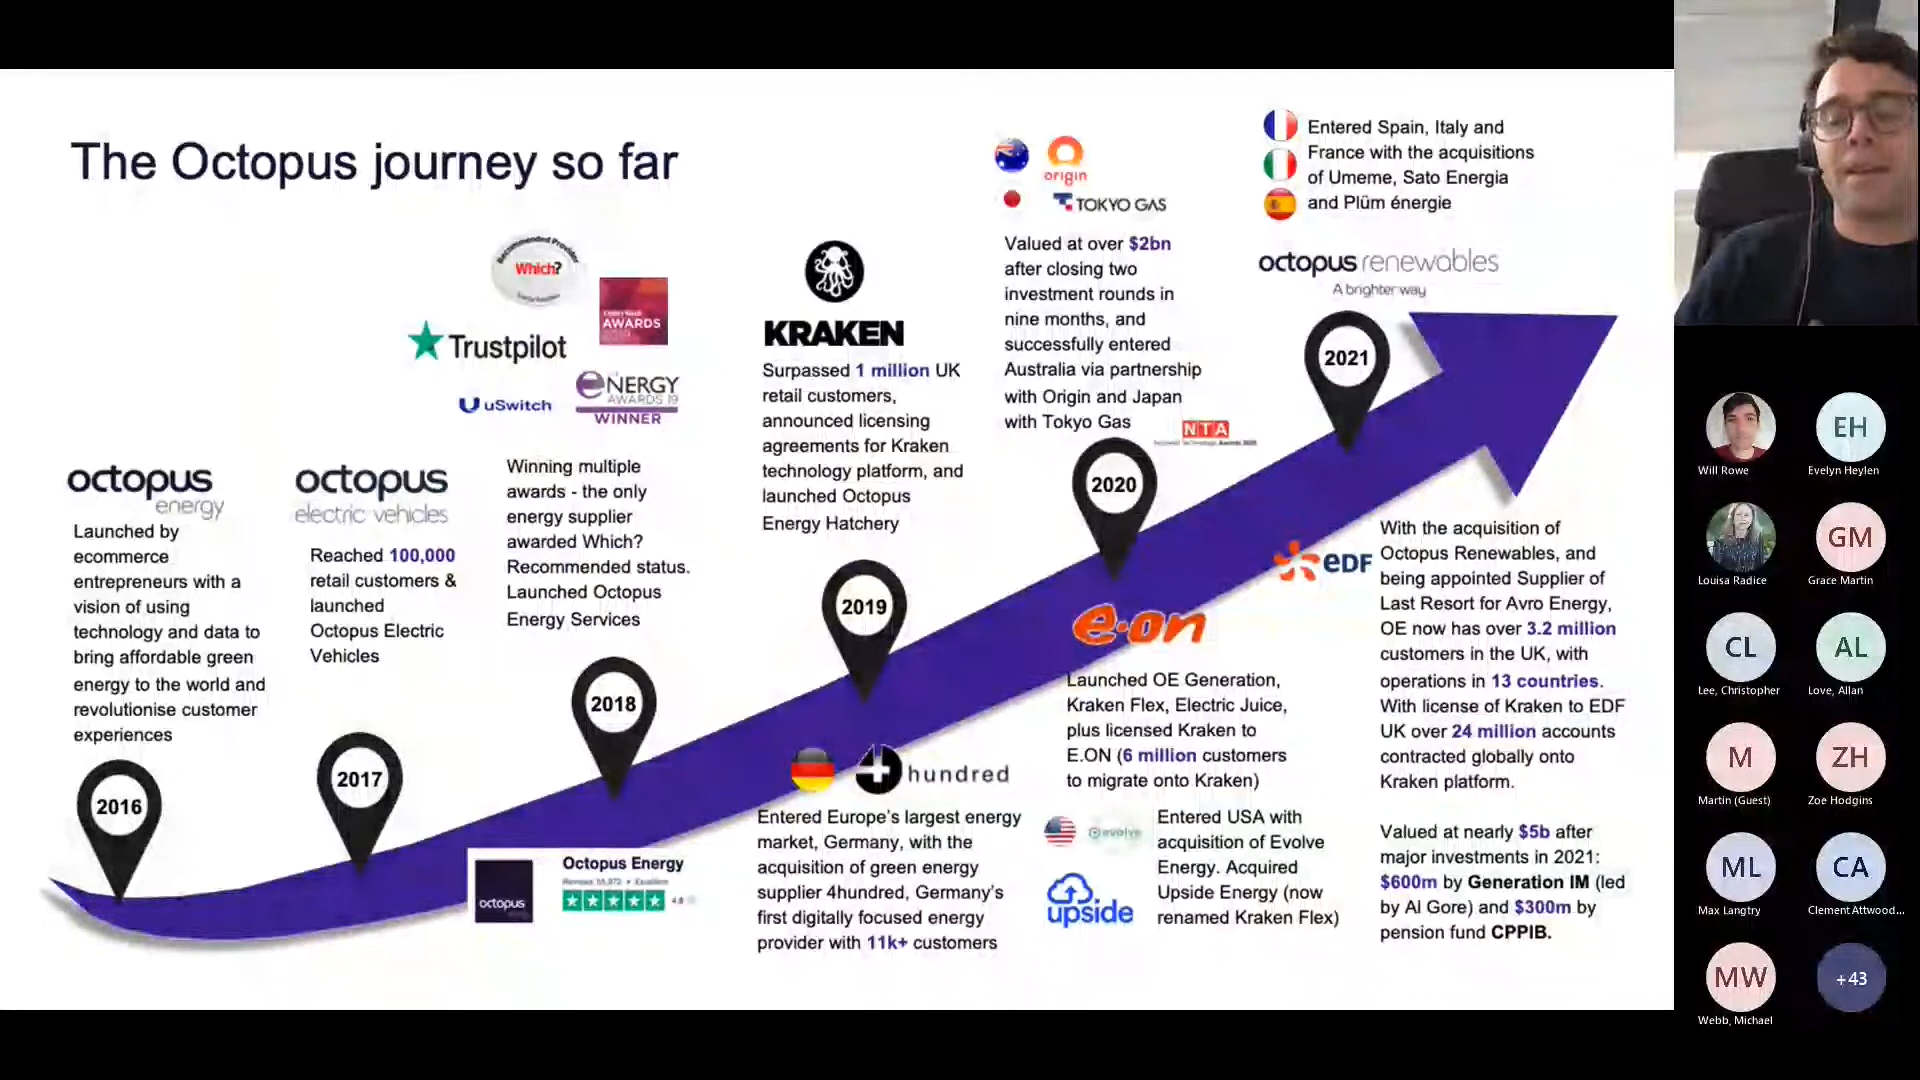 The Octopus journey so far
octopus
energy
Launched by
ecommerce
entrepreneurs with a
vision of using
technology and data to
bring affordable green
energy to the world and
revolutionise customer
experiences
2016
octopus
electric vehicles
Reached 100,000
retail customers &
launched
Octopus Electric
Vehicles
2017
Recommended Provider
Which?
AWARDS
Trustpilot
uSwitch
eNERGY
AWARDS 19
WINNER
Winning multiple
awards - the only
energy supplier
awarded Which?
Recommended status.
Launched Octopus
Energy Services
2018
octopus
Octopus Energy
4.8
KRAKEN
Surpassed 1 million UK
retail customers,
announced licensing
agreements for Kraken
technology platform, and
launched Octopus
Energy Hatchery
2019
hundred
Entered Europe's largest energy
market, Germany, with the
acquisition of green energy
supplier 4hundred, Germany's
first digitally focused energy
provider with 11k+ customers
origin
TOKYO GAS
Valued at over $2bn
after closing two
investment rounds in
nine months, and
successfully entered
Australia via partnership
with Origin and Japan
with Tokyo Gas
NTA
2020
e·on
Launched OE Generation,
Kraken Flex, Electric Juice,
plus licensed Kraken to
E.ON (6 million customers
to migrate onto Kraken)
evolve
upside
Entered USA with
acquisition of Evolve
Energy. Acquired
Upside Energy (now
renamed Kraken Flex)
Entered Spain, Italy and
France with the acquisitions
of Umeme, Sato Energia
and Plüm énergie
octopus renewables
A brighter way
2021
eDF
With the acquisition of
Octopus Renewables, and
being appointed Supplier of
Last Resort for Avro Energy,
OE now has over 3.2 million
customers in the UK, with
operations in 13 countries.
With license of Kraken to EDF
UK over 24 million accounts
contracted globally onto
Kraken platform.
Valued at nearly $5b after
major investments in 2021:
$600m by Generation IM (led
by Al Gore) and $300m by
pension fund CPPIB.
Will Rowe
EH
Evelyn Heylen
Louisa Radice
GM
Grace Martin
CL
Lee, Christopher
AL
Love, Allan
M
Martin (Guest)
ZH
Zoe Hodgins
ML
Max Langtry
CA
Clement Attwood...
MW
Webb, Michael
+43